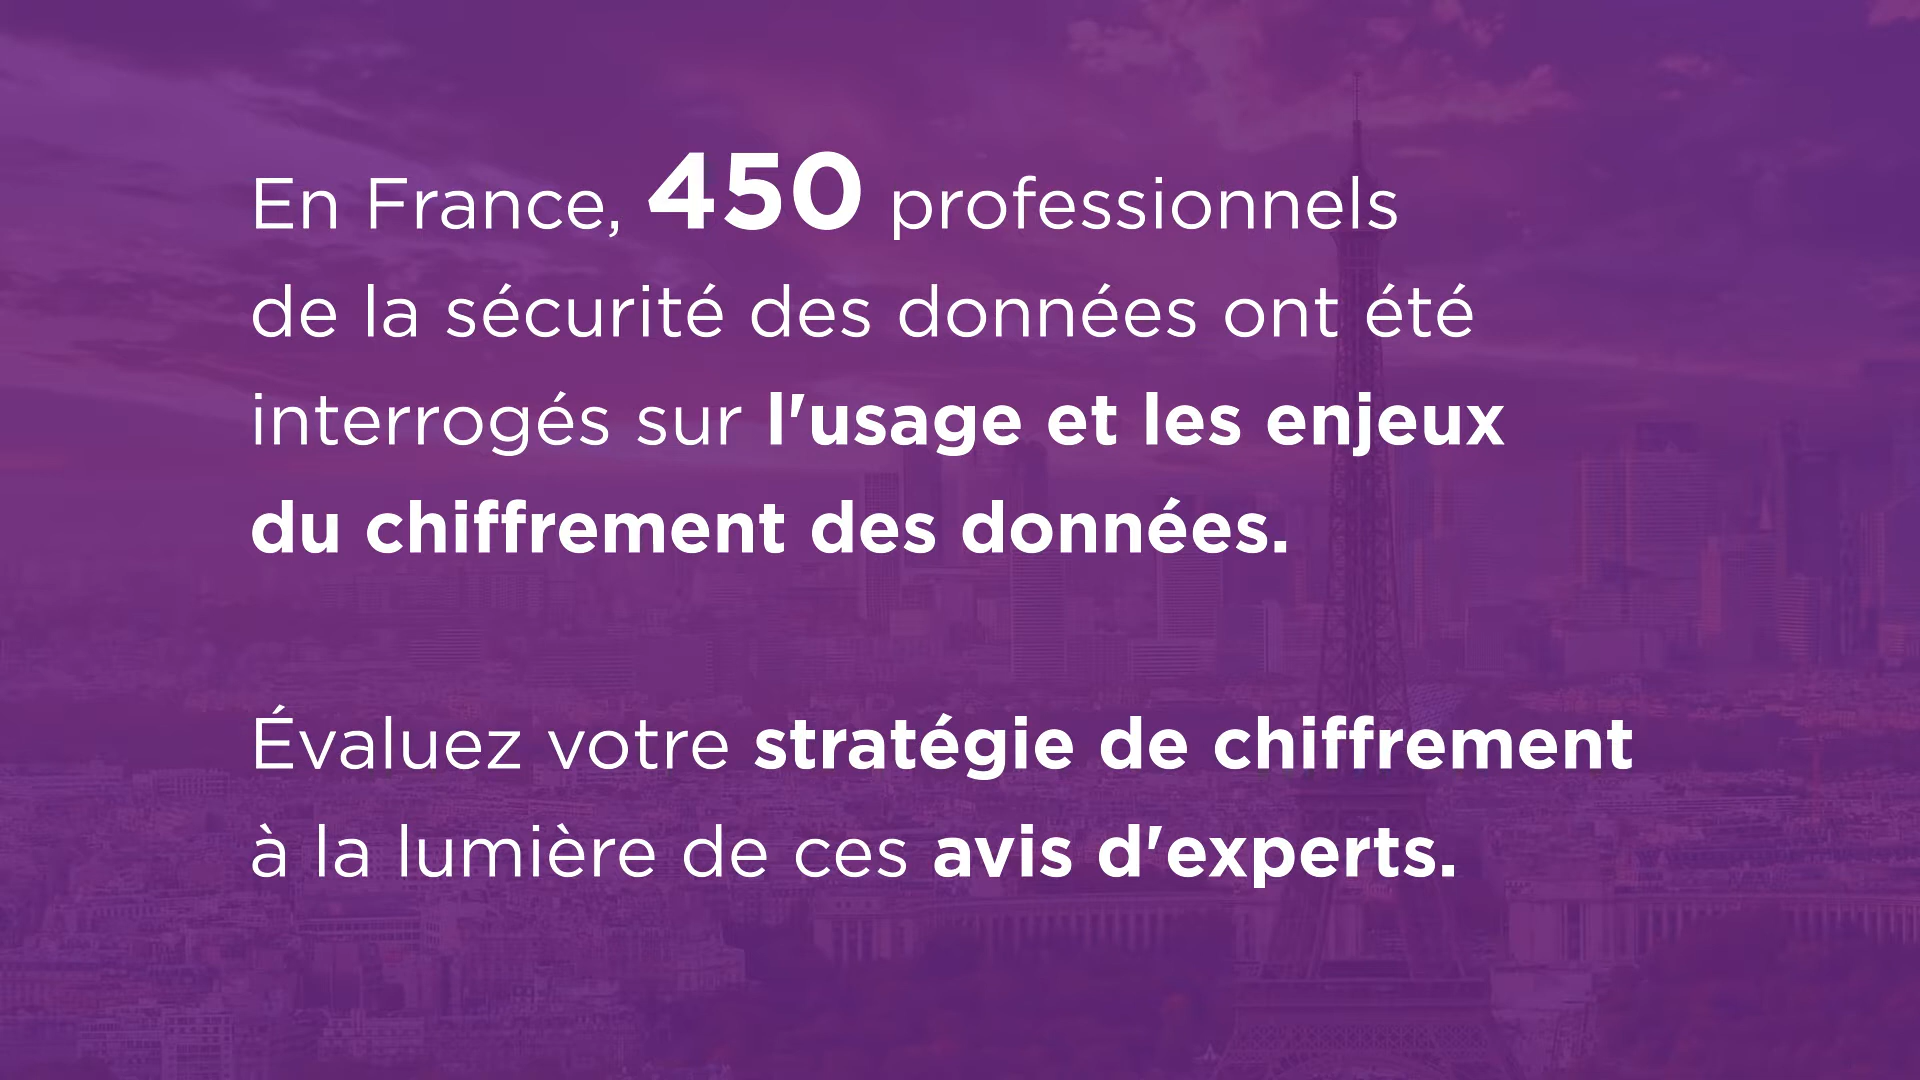 En France, 450 professionnels
de la sécurité des données ont été
interrogés sur l'usage et les enjeux
du chiffrement des données.
Évaluez votre stratégie de chiffrement
à la lumière de ces avis d'experts.